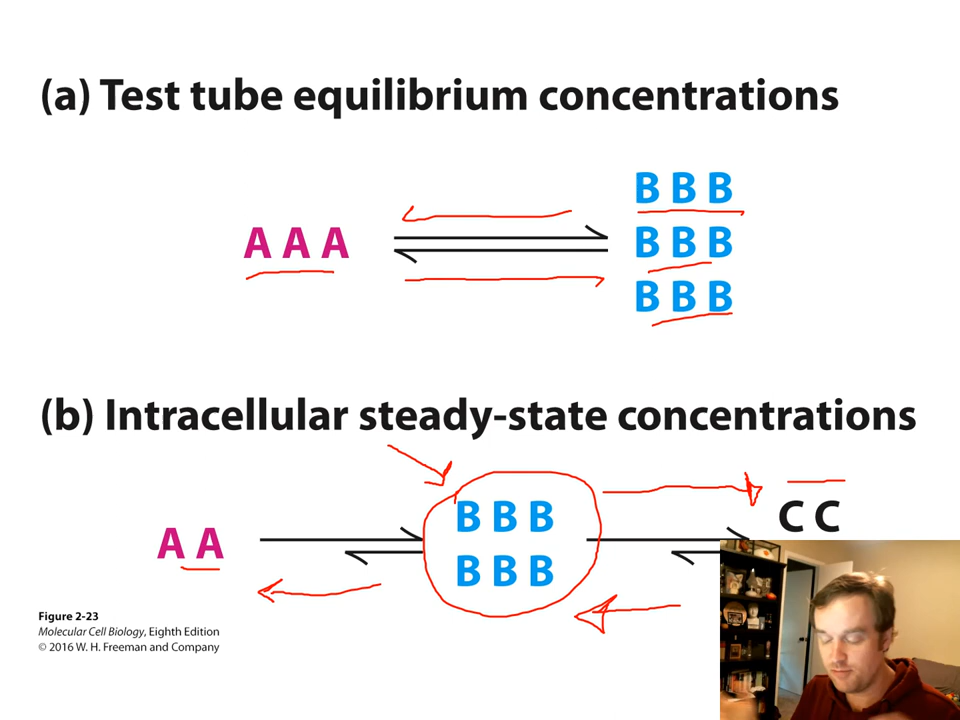 (a) Test tube equilibrium concentrations
B B B
A A A B B B
B B B
(b) Intracellular steady-state concentrations
B B B C C
A A
B B B
Figure 2-23
Molecular Cell Biology, Eighth Edition
© 2016 W. H. Freeman and Company